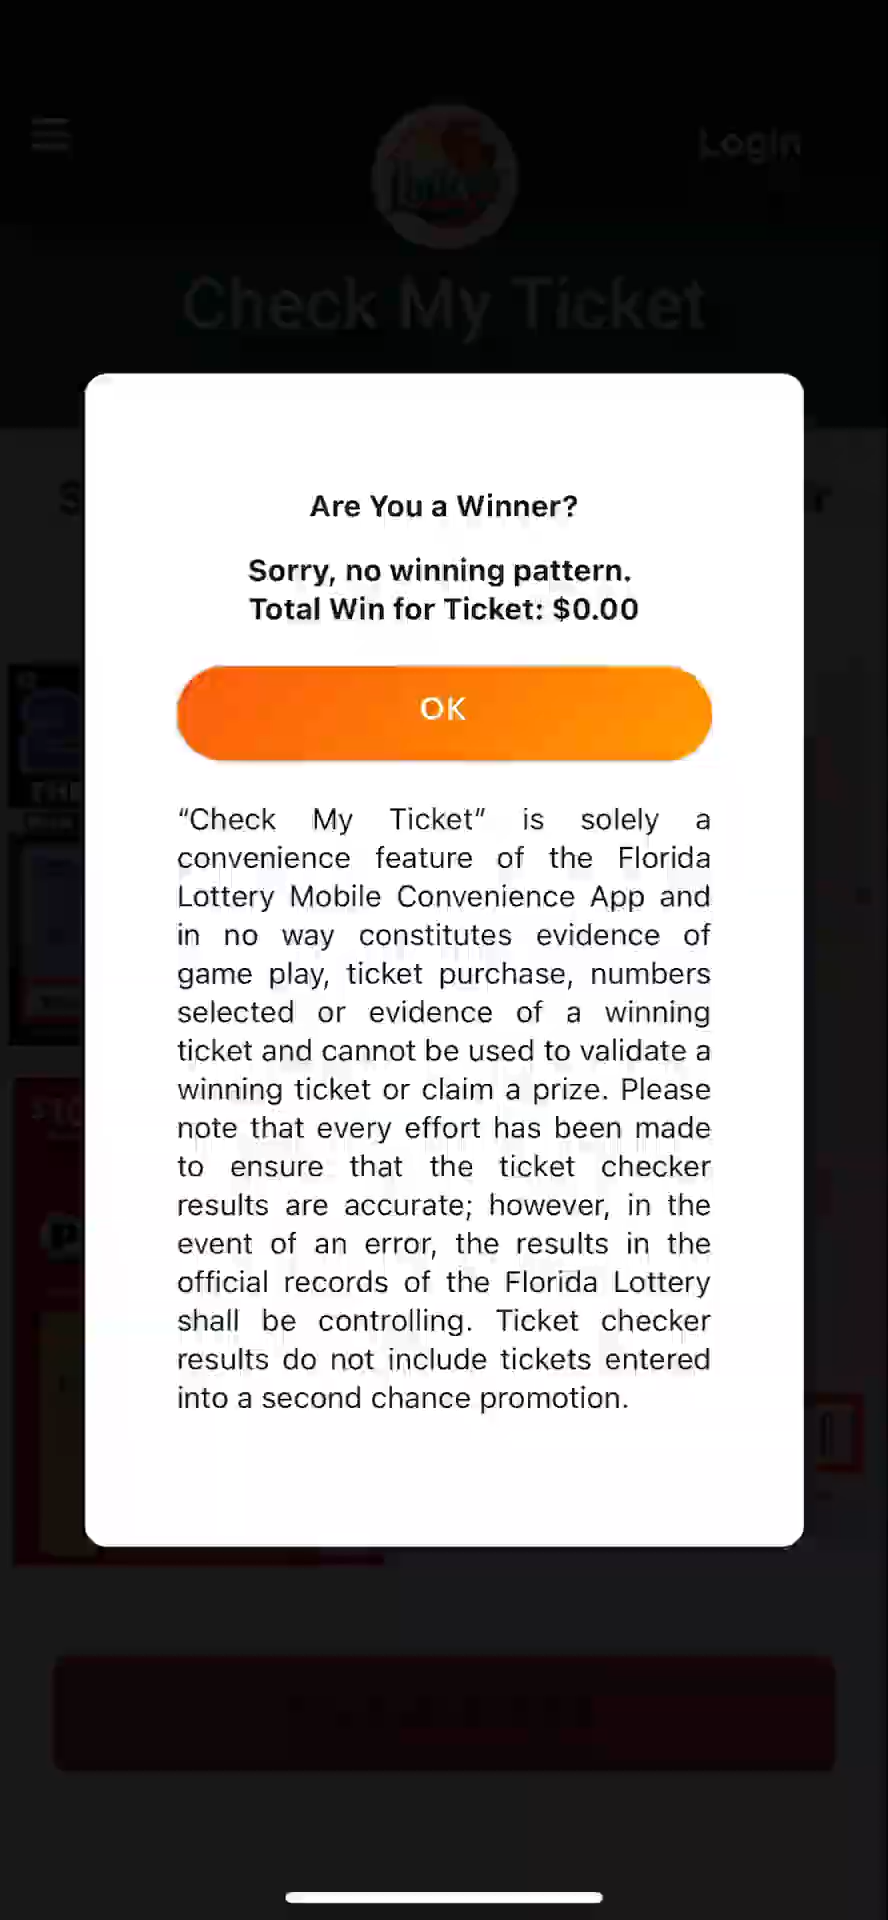 Login
Check My Ticket
Are You a Winner?
Sorry, no winning pattern.
Total Win for Ticket: $0.00
OK
“Check My Ticket” is solely a
convenience feature of the Florida
Lottery Mobile Convenience App and
in no way constitutes evidence of
game play, ticket purchase, numbers
selected or evidence of a winning
ticket and cannot be used to validate a
winning ticket or claim a prize. Please
note that every effort has been made
to ensure that the ticket checker
results are accurate; however, in the
event of an error, the results in the
official records of the Florida Lottery
shall be controlling. Ticket checker
results do not include tickets entered
into a second chance promotion.